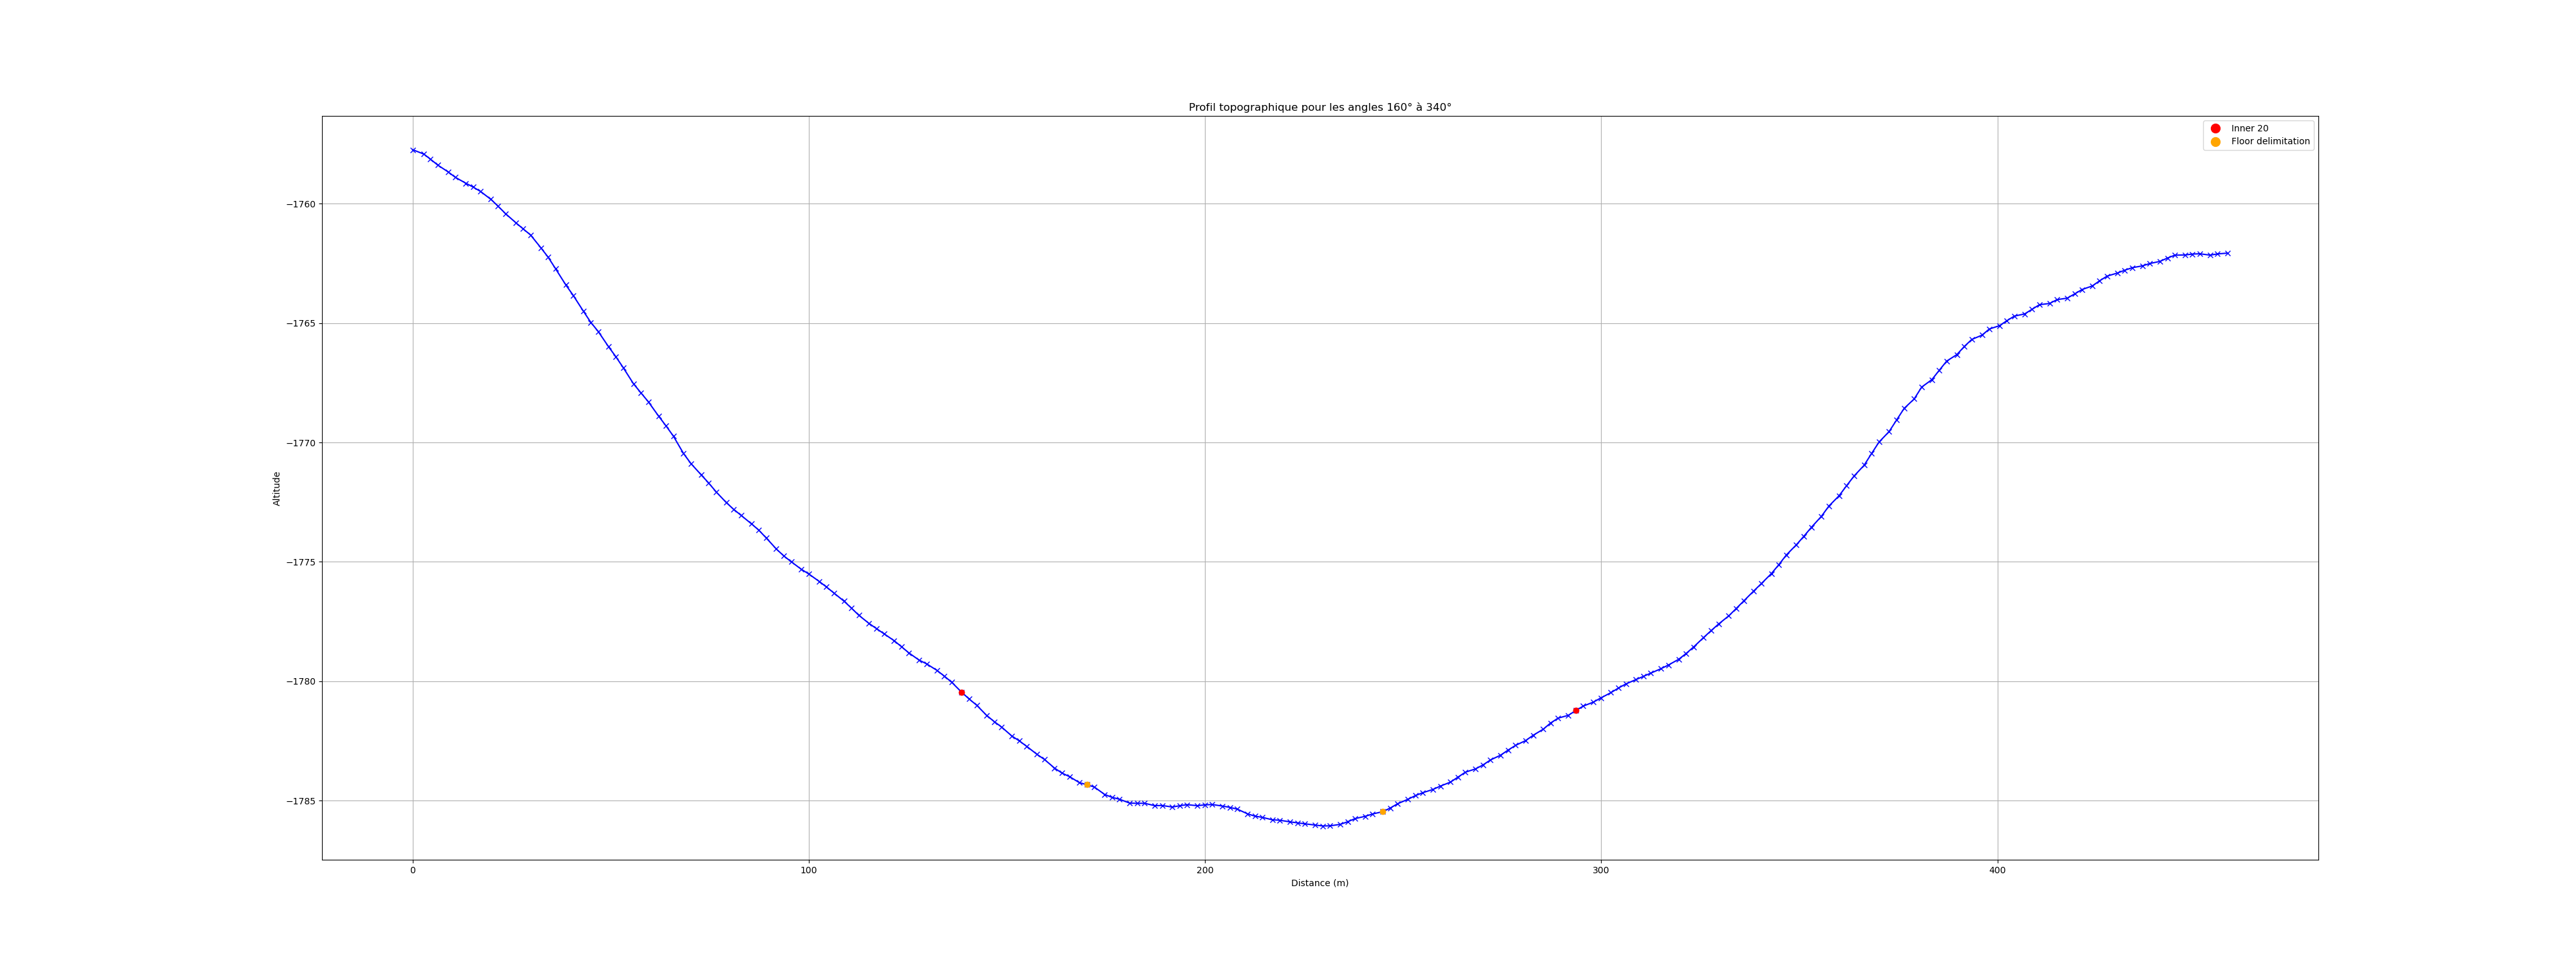 Profil topographique pour les angles 160° à 340°
Inner 20
Floor delimitation
Altitude
−1760
−1765
−1770
−1775
−1780
−1785
0
100
200
300
400
Distance (m)